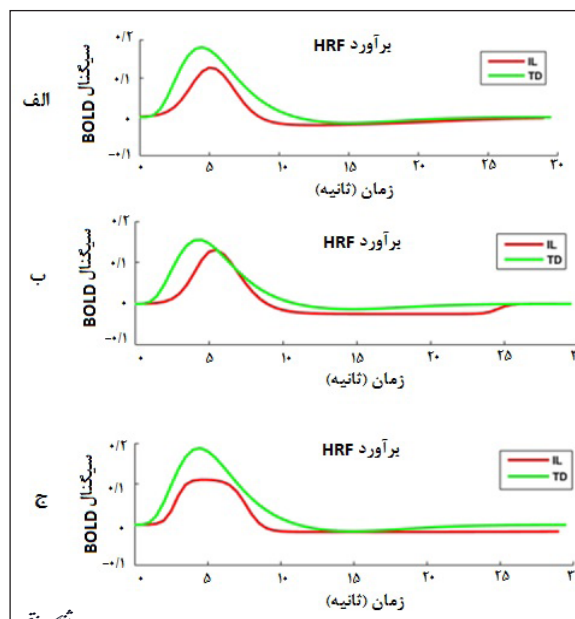 الف
برآورد HRF
سیگنال BOLD
۰/۲
۰/۱
۰
-۰/۱
IL
TD
۰ ۵ ۱۰ ۱۵ ۲۰ ۲۵ ۳۰
زمان (ثانیه)
ب
برآورد HRF
سیگنال BOLD
۰/۲
۰/۱
۰
-۰/۱
IL
TD
۰ ۵ ۱۰ ۱۵ ۲۰ ۲۵
زمان (ثانیه)
ج
برآورد HRF
سیگنال BOLD
۰/۲
۰/۱
۰
-۰/۱
IL
TD
۰ ۵ ۱۰ ۱۵ ۲۰ ۲۵ ۳۰
زمان (ثانیه)